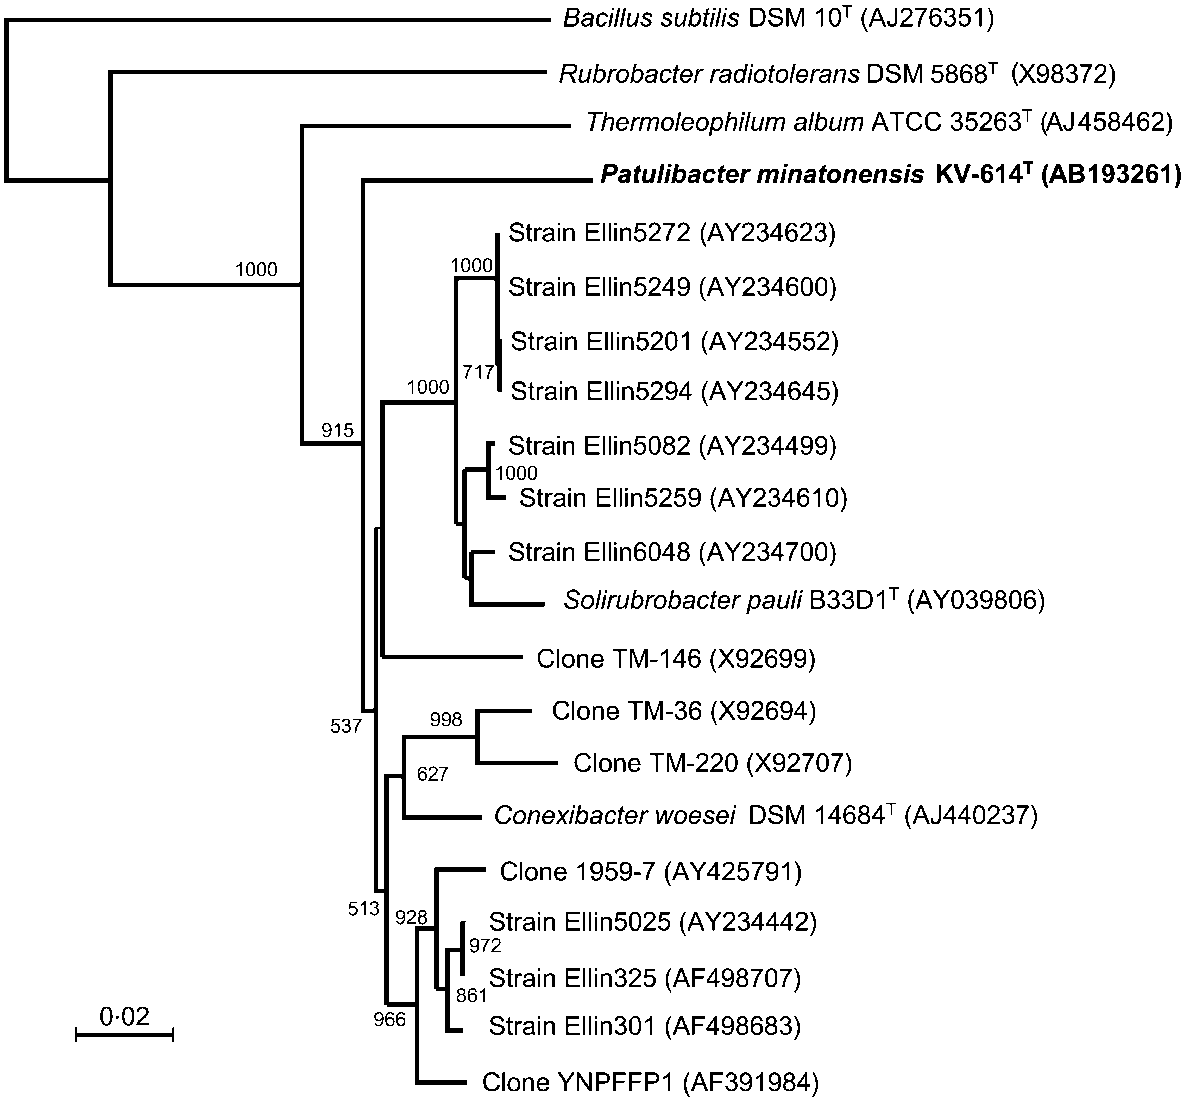 Bacillus subtilis DSM 10ᵀ (AJ276351)
Rubrobacter radiotolerans DSM 5868ᵀ (X98372)
Thermoleophilum album ATCC 35263ᵀ (AJ458462)
Patulibacter minatonensis KV-614ᵀ (AB193261)
Strain Ellin5272 (AY234623)
1000
1000
Strain Ellin5249 (AY234600)
Strain Ellin5201 (AY234552)
717
1000
Strain Ellin5294 (AY234645)
915
Strain Ellin5082 (AY234499)
1000
Strain Ellin5259 (AY234610)
Strain Ellin6048 (AY234700)
Solirubrobacter pauli B33D1ᵀ (AY039806)
Clone TM-146 (X92699)
537
998
Clone TM-36 (X92694)
627
Clone TM-220 (X92707)
Conexibacter woesei DSM 14684ᵀ (AJ440237)
Clone 1959-7 (AY425791)
513
928
Strain Ellin5025 (AY234442)
972
Strain Ellin325 (AF498707)
861
0·02
966
Strain Ellin301 (AF498683)
Clone YNPFFP1 (AF391984)